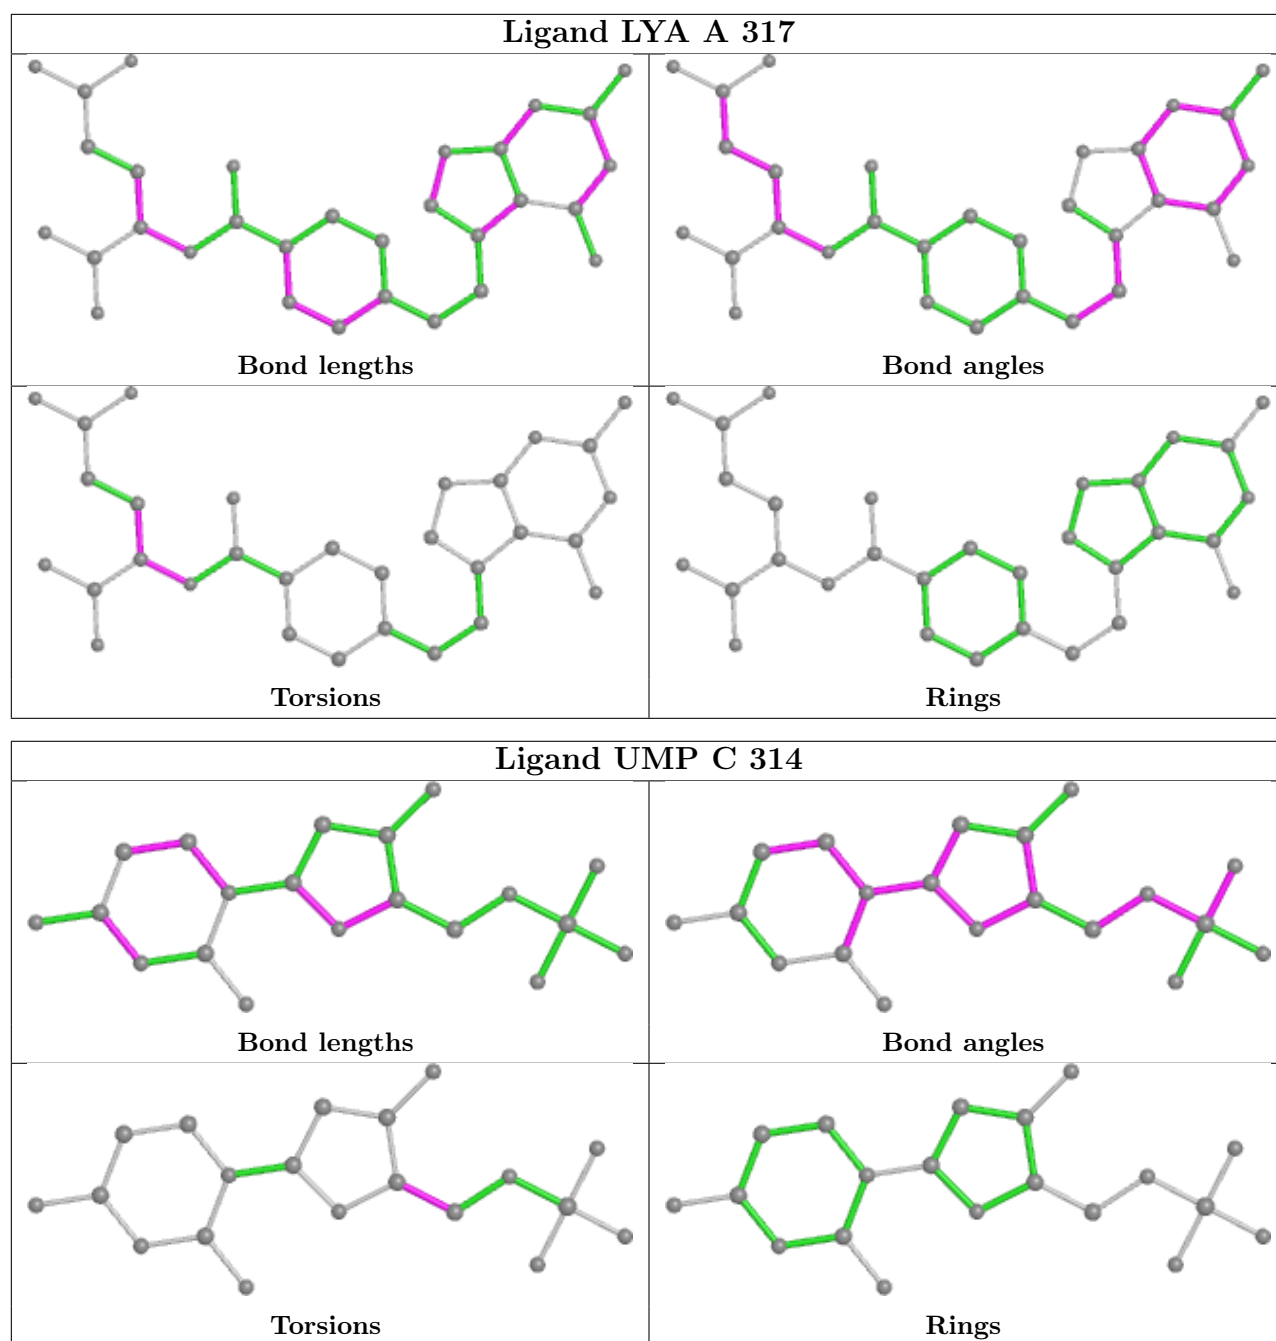 Ligand LYA A 317
Bond lengths
Bond angles
Torsions
Rings
Ligand UMP C 314
Bond lengths
Bond angles
Torsions
Rings